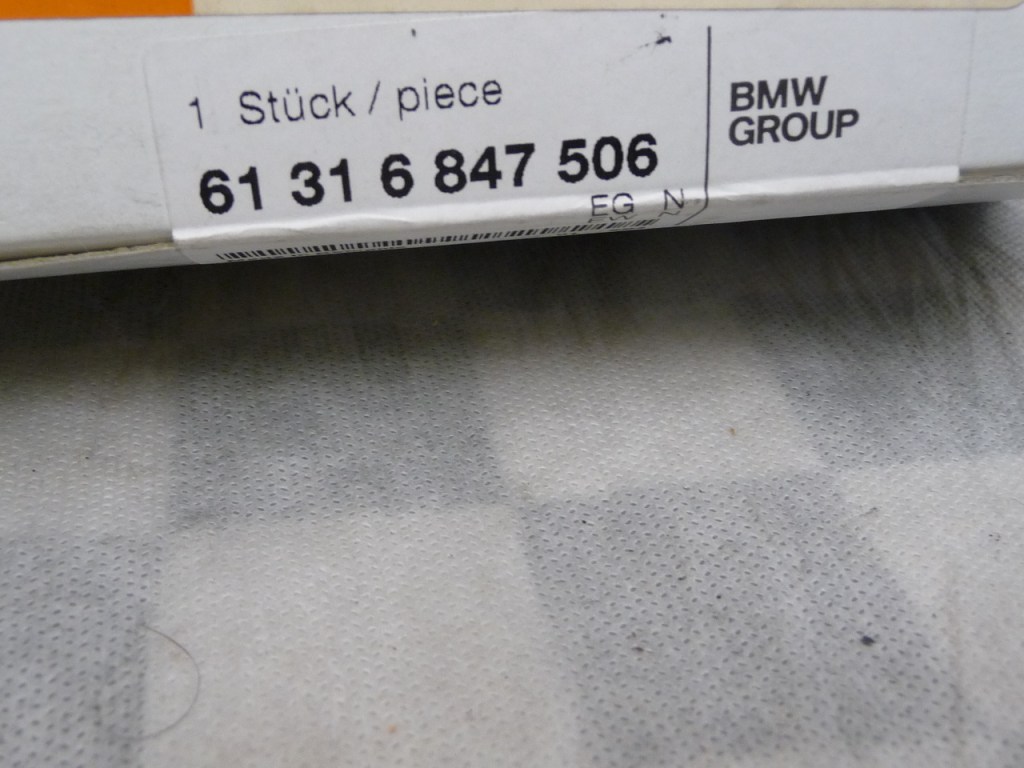 1 Stück / piece
61 31 6 847 506
EG N
BMW
GROUP